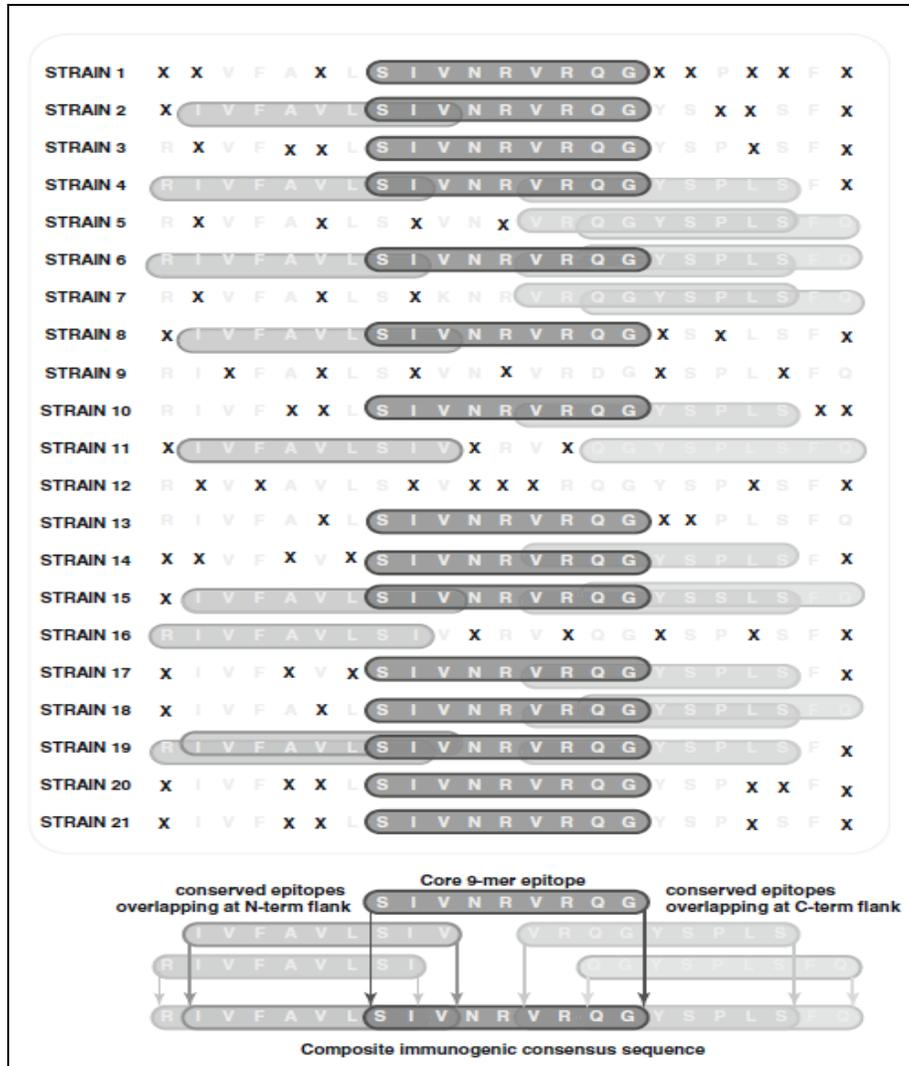 STRAIN 1 X X V F A X L S I V N R V R Q G X X P X X F X
STRAIN 2 X I V F A V L S I V N R V R Q G Y S X X S F X
STRAIN 3 R X V F X X L S I V N R V R Q G Y S P X S F X
STRAIN 4 R I V F A V L S I V N R V R Q G Y S P L S F X
STRAIN 5 R X V F A X L S X V N X V R Q G Y S P L S F Q
STRAIN 6 R I V F A V L S I V N R V R Q G Y S P L S F Q
STRAIN 7 R X V F A X L S X K N R V R Q G Y S P L S F Q
STRAIN 8 X I V F A V L S I V N R V R Q G X S X L S F X
STRAIN 9 R I X F A X L S X V N X V R D G X S P L X F Q
STRAIN 10 R I V F X X L S I V N R V R Q G Y S P L S X X
STRAIN 11 X I V F A V L S I V X R V X Q G Y S P L S F Q
STRAIN 12 R X V X A V L S X V X X X R Q G Y S P X S F X
STRAIN 13 R I V F A X L S I V N R V R Q G X X P L S F Q
STRAIN 14 X X V F X V X S I V N R V R Q G Y S P L S F X
STRAIN 15 X I V F A V L S I V N R V R Q G Y S S L S F Q
STRAIN 16 R I V F A V L S I V X R V X Q G X S P X S F X
STRAIN 17 X I V F X V X S I V N R V R Q G Y S P L S F X
STRAIN 18 X I V F A X L S I V N R V R Q G Y S P L S F Q
STRAIN 19 R I V F A V L S I V N R V R Q G Y S P L S F X
STRAIN 20 X I V F X X L S I V N R V R Q G Y S P X X F X
STRAIN 21 X I V F X X L S I V N R V R Q G Y S P X S F X
Core 9-mer epitope
conserved epitopes
overlapping at N-term flank
S I V N R V R Q G
conserved epitopes
overlapping at C-term flank
I V F A V L S I V
V R Q G Y S P L S
R I V F A V L S I
Q G Y S P L S F Q
R I V F A V L S I V N R V R Q G Y S P L S F Q
Composite immunogenic consensus sequence